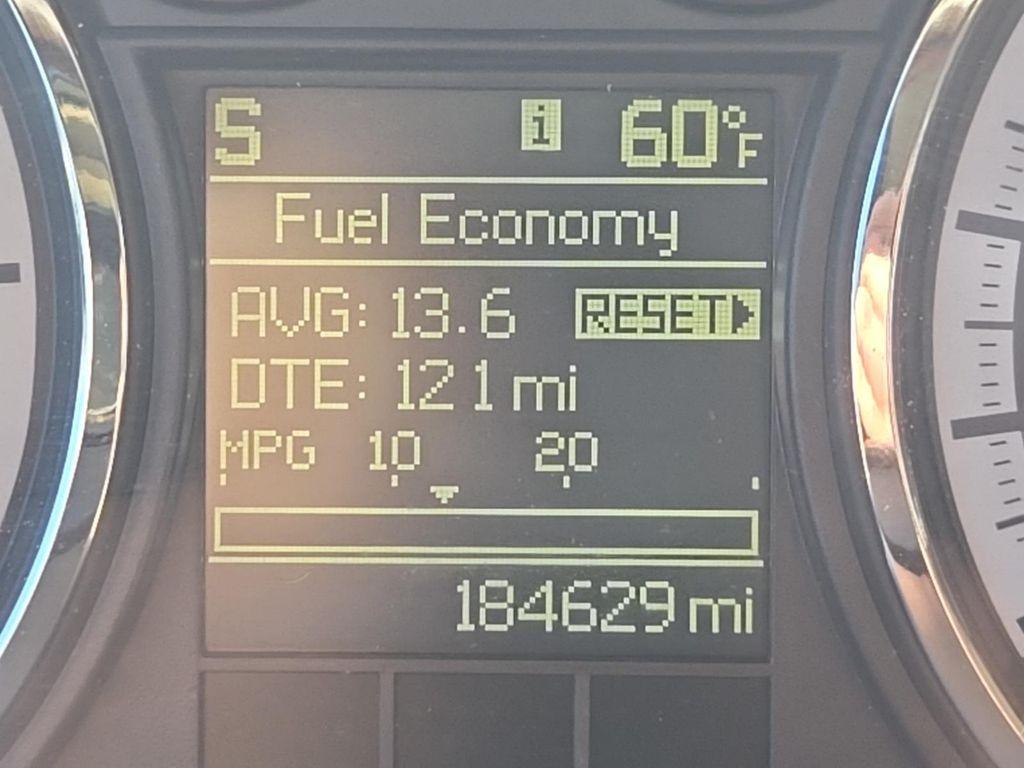 S i 60°F
Fuel Economy
AVG: 13.6 RESET
DTE: 121 mi
MPG 10 20
184629 mi